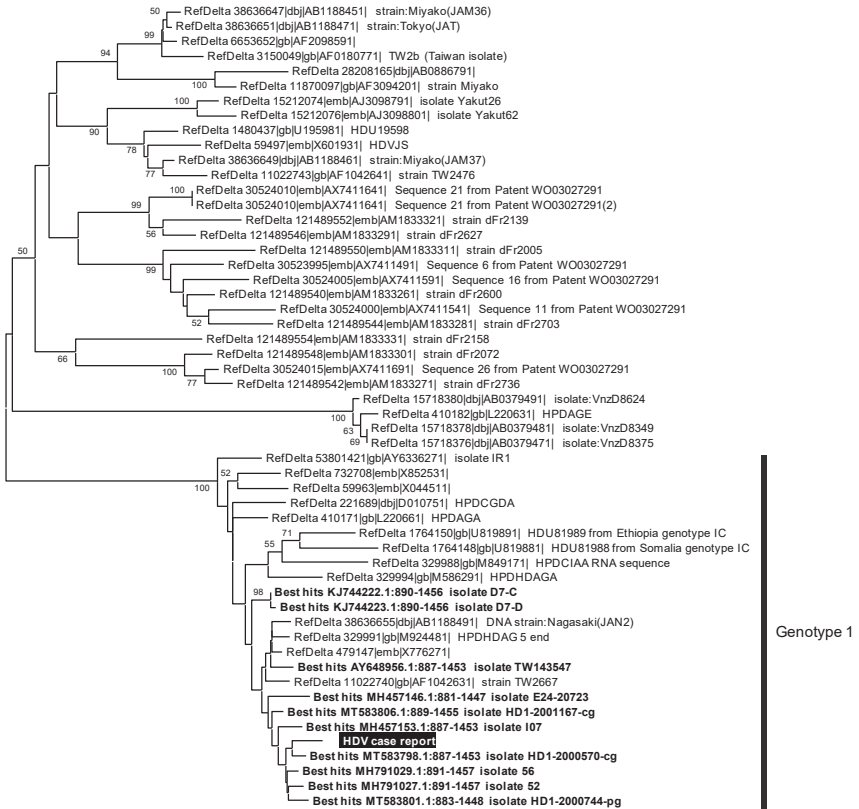 50
RefDelta 38636647|dbj|AB1188451| strain:Miyako(JAM36)
RefDelta 38636651|dbj|AB1188471| strain:Tokyo(JAT)
99
RefDelta 6653652|gb|AF2098591|
94
RefDelta 3150049|gb|AF0180771| TW2b (Taiwan isolate)
RefDelta 28208165|dbj|AB0886791|
100
RefDelta 11870097|gb|AF3094201| strain Miyako
100
RefDelta 15212074|emb|AJ3098791| isolate Yakut26
RefDelta 15212076|emb|AJ3098801| isolate Yakut62
90
RefDelta 1480437|gb|U195981| HDU19598
78
RefDelta 59497|emb|X601931| HDVJS
RefDelta 38636649|dbj|AB1188461| strain:Miyako(JAM37)
77
RefDelta 11022743|gb|AF1042641| strain TW2476
100
RefDelta 30524010|emb|AX7411641| Sequence 21 from Patent WO03027291
99
RefDelta 30524010|emb|AX7411641| Sequence 21 from Patent WO03027291(2)
RefDelta 121489552|emb|AM1833321| strain dFr2139
56
RefDelta 121489546|emb|AM1833291| strain dFr2627
50
RefDelta 121489550|emb|AM1833311| strain dFr2005
99
RefDelta 30523995|emb|AX7411491| Sequence 6 from Patent WO03027291
RefDelta 30524005|emb|AX7411591| Sequence 16 from Patent WO03027291
RefDelta 121489540|emb|AM1833261| strain dFr2600
RefDelta 30524000|emb|AX7411541| Sequence 11 from Patent WO03027291
52
RefDelta 121489544|emb|AM1833281| strain dFr2703
RefDelta 121489554|emb|AM1833331| strain dFr2158
66
RefDelta 121489548|emb|AM1833301| strain dFr2072
100
RefDelta 30524015|emb|AX7411691| Sequence 26 from Patent WO03027291
77
RefDelta 121489542|emb|AM1833271| strain dFr2736
RefDelta 15718380|dbj|AB0379491| isolate:VnzD8624
100
RefDelta 410182|gb|L220631| HPDAGE
63
RefDelta 15718378|dbj|AB0379481| isolate:VnzD8349
69
RefDelta 15718376|dbj|AB0379471| isolate:VnzD8375
RefDelta 53801421|gb|AY6336271| isolate IR1
52
RefDelta 732708|emb|X852531|
100
RefDelta 59963|emb|X044511|
RefDelta 221689|dbj|D010751| HPDCGDA
RefDelta 410171|gb|L220661| HPDAGA
71
RefDelta 1764150|gb|U819891| HDU81989 from Ethiopia genotype IC
55
RefDelta 1764148|gb|U819881| HDU81988 from Somalia genotype IC
RefDelta 329988|gb|M849171| HPDCIAA RNA sequence
RefDelta 329994|gb|M586291| HPDHDAGA
98
Best hits KJ744222.1:890-1456 isolate D7-C
Best hits KJ744223.1:890-1456 isolate D7-D
RefDelta 38636655|dbj|AB1188491| DNA strain:Nagasaki(JAN2)
RefDelta 329991|gb|M924481| HPDHDAG 5 end
RefDelta 479147|emb|X776271|
Best hits AY648956.1:887-1453 isolate TW143547
RefDelta 11022740|gb|AF1042631| strain TW2667
Best hits MH457146.1:881-1447 isolate E24-20723
Best hits MT583806.1:889-1455 isolate HD1-2001167-cg
Best hits MH457153.1:887-1453 isolate I07
HDV case report
Best hits MT583798.1:887-1453 isolate HD1-2000570-cg
Best hits MH791029.1:891-1457 isolate 56
Best hits MH791027.1:891-1457 isolate 52
Best hits MT583801.1:883-1448 isolate HD1-2000744-pg
Genotype 1